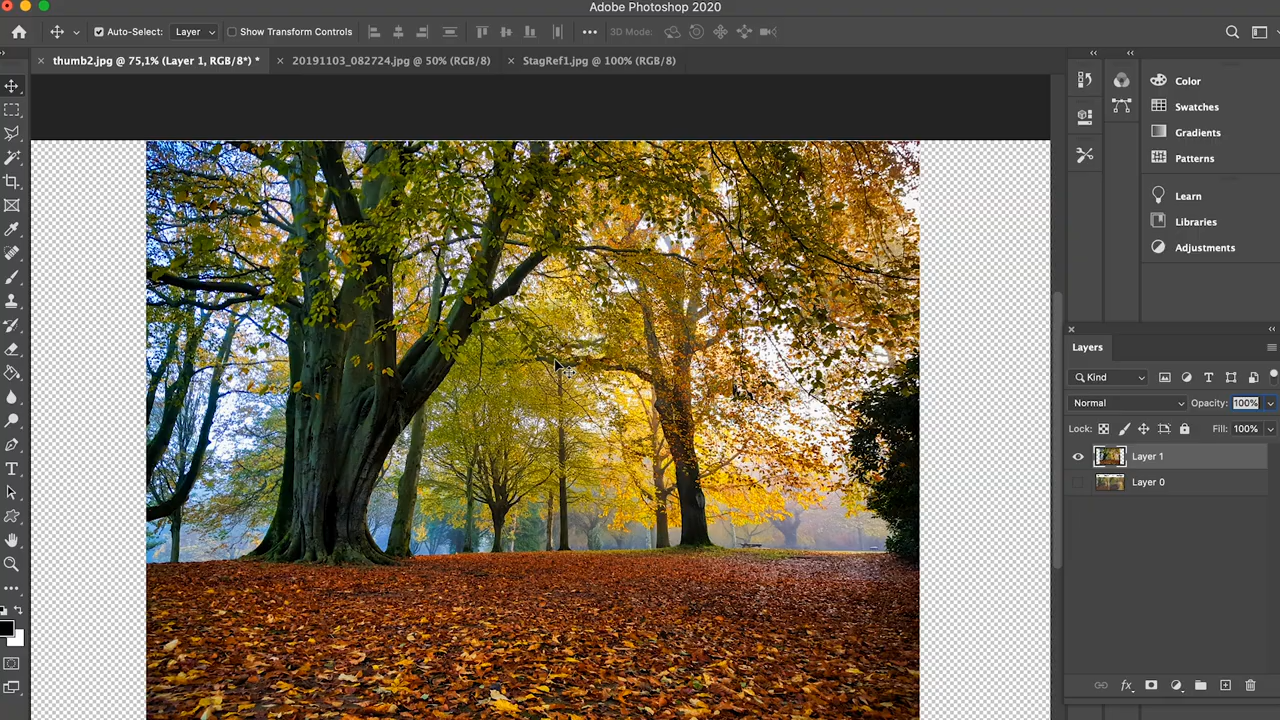 Adobe Photoshop 2020
Auto-Select: Layer Show Transform Controls 3D Mode:
thumb2.jpg @ 75,1% (Layer 1, RGB/8*) * 20191103_082724.jpg @ 50% (RGB/8) StagRef1.jpg @ 100% (RGB/8)
Color
Swatches
Gradients
Patterns
Learn
Libraries
Adjustments
Layers
Kind
Normal Opacity: 100%
Lock: Fill: 100%
Layer 1
Layer 0
fx